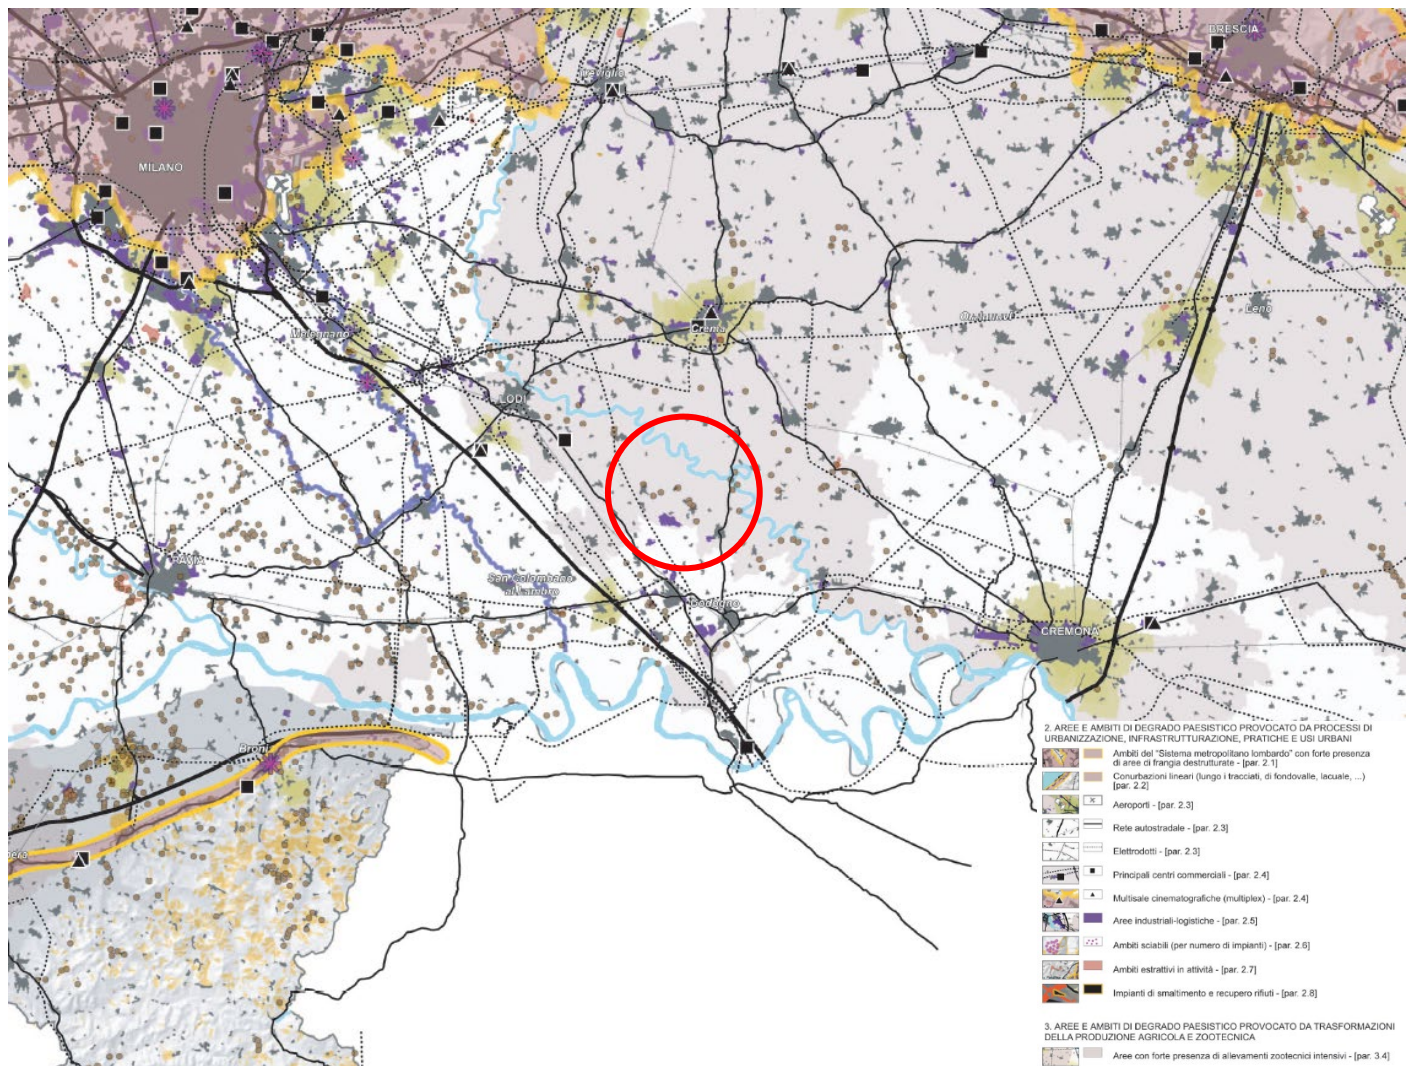 BRESCIA
Treviglio
MILANO
Crema
Orzinuovi
Leno
Melegnano
LODI
PAVIA
San Colombano
al Lambro
Codogno
CREMONA
Broni
2. AREE E AMBITI DI DEGRADO PAESISTICO PROVOCATO DA PROCESSI DI
URBANIZZAZIONE, INFRASTRUTTURAZIONE, PRATICHE E USI URBANI
Ambiti del "Sistema metropolitano lombardo" con forte presenza
di aree di frangia destrutturate - [par. 2.1]
Conurbazioni lineari (lungo i tracciati, di fondovalle, lacuale, ...)
[par. 2.2]
Aeroporti - [par. 2.3]
Rete autostradale - [par. 2.3]
Elettrodotti - [par. 2.3]
Principali centri commerciali - [par. 2.4]
Multisale cinematografiche (multiplex) - [par. 2.4]
Aree industriali-logistiche - [par. 2.5]
Ambiti sciabili (per numero di impianti) - [par. 2.6]
Ambiti estrattivi in attività - [par. 2.7]
Impianti di smaltimento e recupero rifiuti - [par. 2.8]
3. AREE E AMBITI DI DEGRADO PAESISTICO PROVOCATO DA TRASFORMAZIONI
DELLA PRODUZIONE AGRICOLA E ZOOTECNICA
Aree con forte presenza di allevamenti zootecnici intensivi - [par. 3.4]